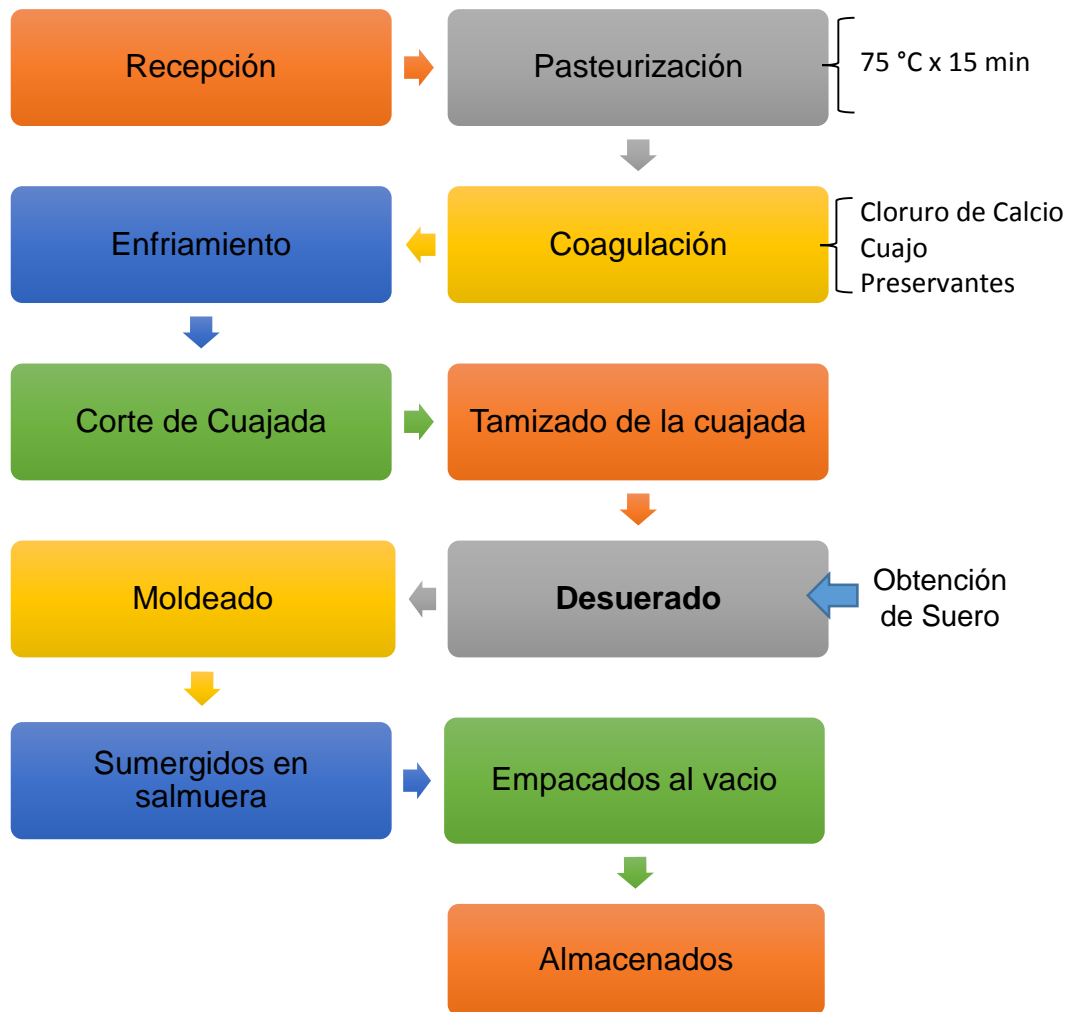 Recepción
Pasteurización
75 °C x 15 min
Enfriamiento
Coagulación
Cloruro de Calcio
Cuajo
Preservantes
Corte de Cuajada
Tamizado de la cuajada
Moldeado
Desuerado
Obtención
de Suero
Sumergidos en
salmuera
Empacados al vacio
Almacenados